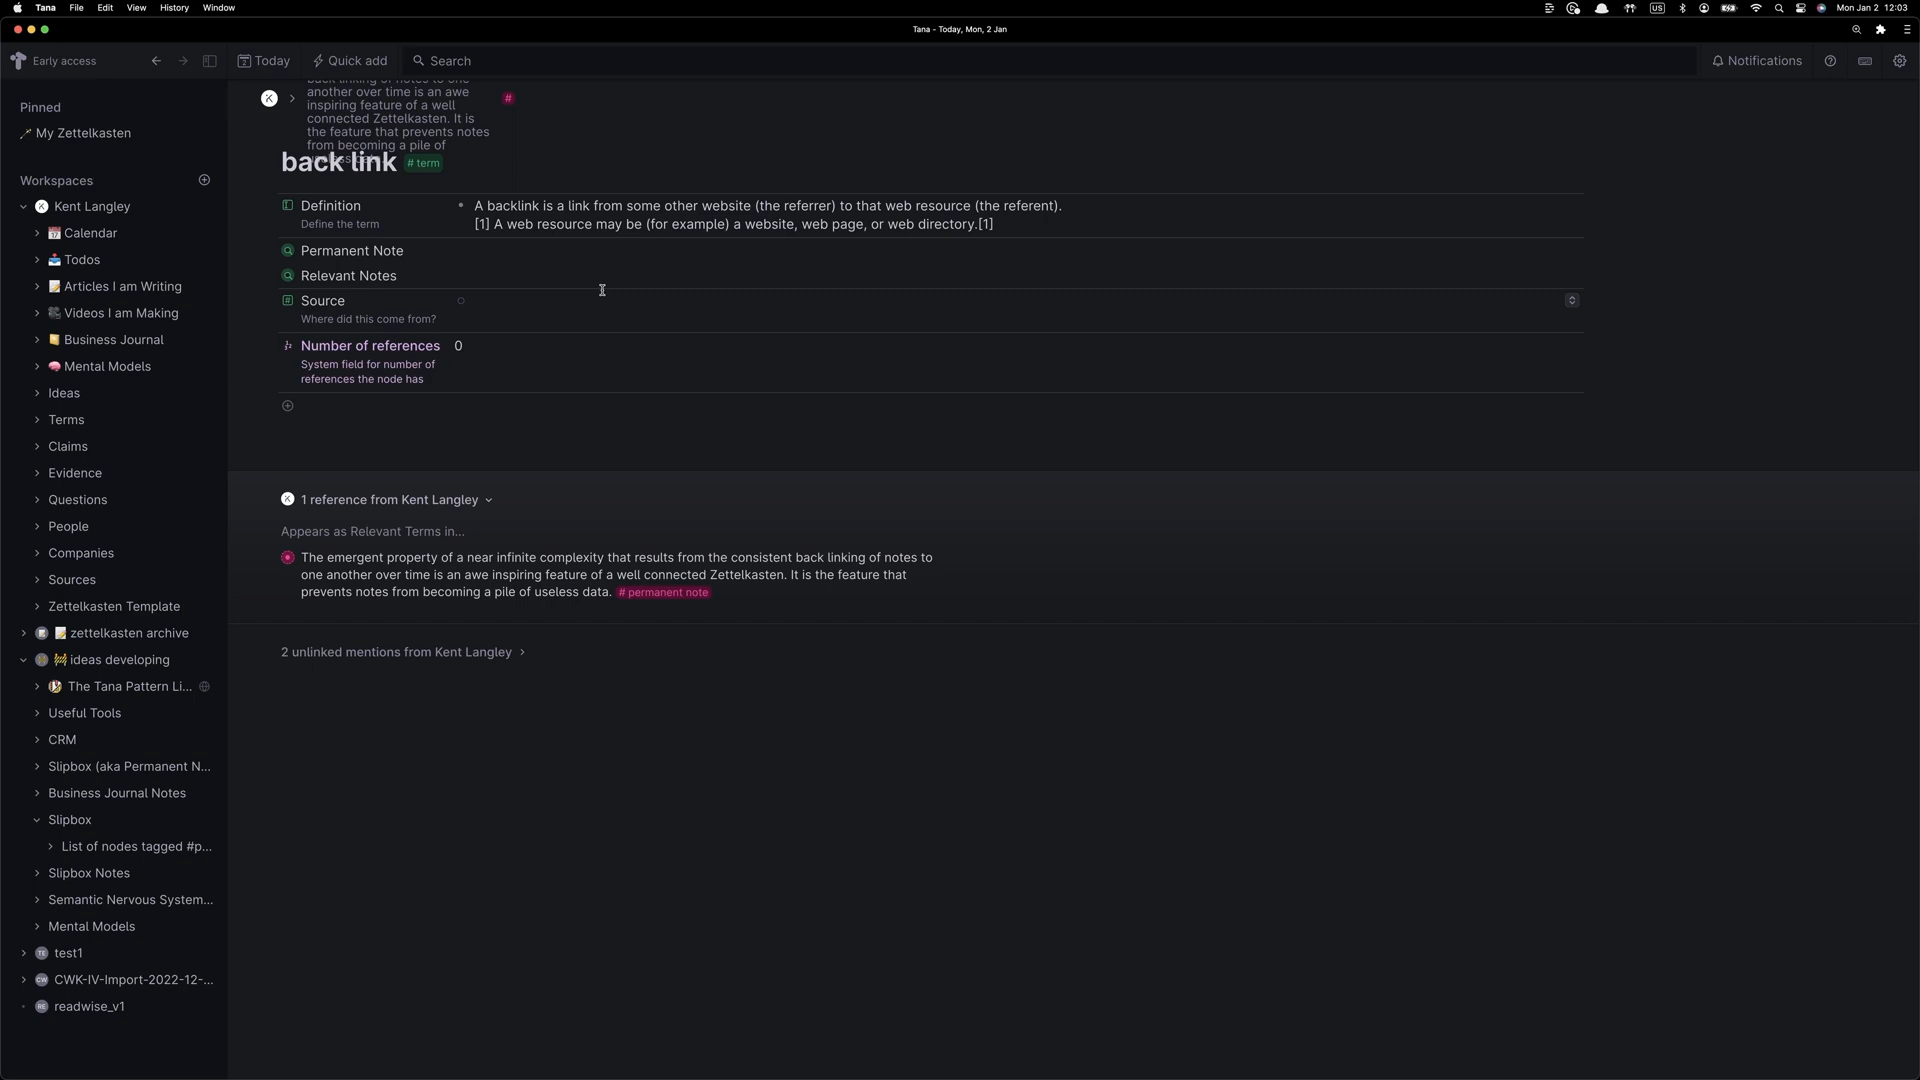 Tana File Edit View History Window
US
Mon Jan 2 12:03
Tana - Today, Mon, 2 Jan
Early access
Today
Quick add
Search
Notifications
Pinned
My Zettelkasten
Workspaces
K Kent Langley
Calendar
Todos
Articles I am Writing
Videos I am Making
Business Journal
Mental Models
Ideas
Terms
Claims
Evidence
Questions
People
Companies
Sources
Zettelkasten Template
zettelkasten archive
ideas developing
The Tana Pattern Li...
Useful Tools
CRM
Slipbox (aka Permanent N...
Business Journal Notes
Slipbox
List of nodes tagged #p...
Slipbox Notes
Semantic Nervous System...
Mental Models
TE test1
CW CWK-IV-Import-2022-12-...
RE readwise_v1
K
back linking of notes to one
another over time is an awe
inspiring feature of a well
connected Zettelkasten. It is
the feature that prevents notes
from becoming a pile of
#
back link # term
Definition
Define the term
A backlink is a link from some other website (the referrer) to that web resource (the referent).
[1] A web resource may be (for example) a website, web page, or web directory.[1]
Permanent Note
Relevant Notes
Source
Where did this come from?
Number of references 0
System field for number of
references the node has
K 1 reference from Kent Langley
Appears as Relevant Terms in...
The emergent property of a near infinite complexity that results from the consistent back linking of notes to
one another over time is an awe inspiring feature of a well connected Zettelkasten. It is the feature that
prevents notes from becoming a pile of useless data. # permanent note
2 unlinked mentions from Kent Langley